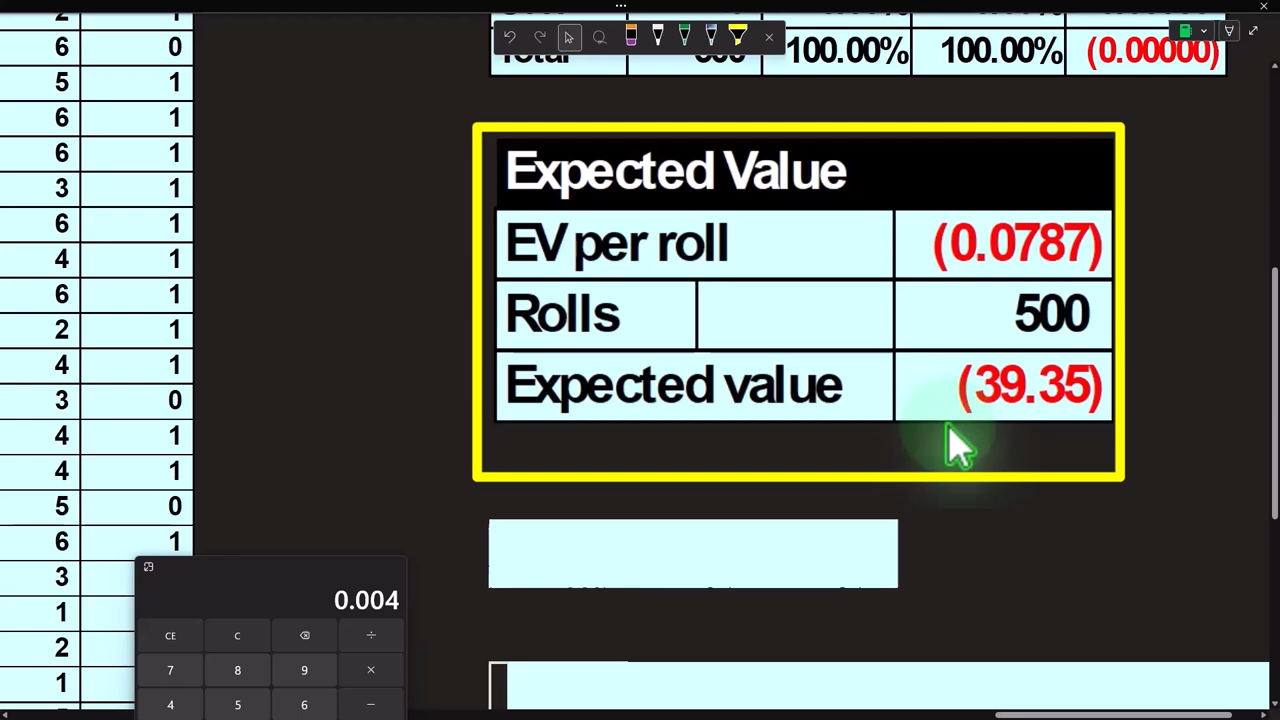 2 1
6 0
Total 500 100.00% 100.00% (0.00000)
5 1
6 1
6 1
Expected Value
3 1
6 1
EV per roll (0.0787)
4 1
6 1
Rolls 500
2 1
4 1
Expected value (39.35)
3 0
4 1
4 1
5 0
6 1
3
0.004
1
CE C ⌫ ÷
2
7 8 9 ×
1
4 5 6 −